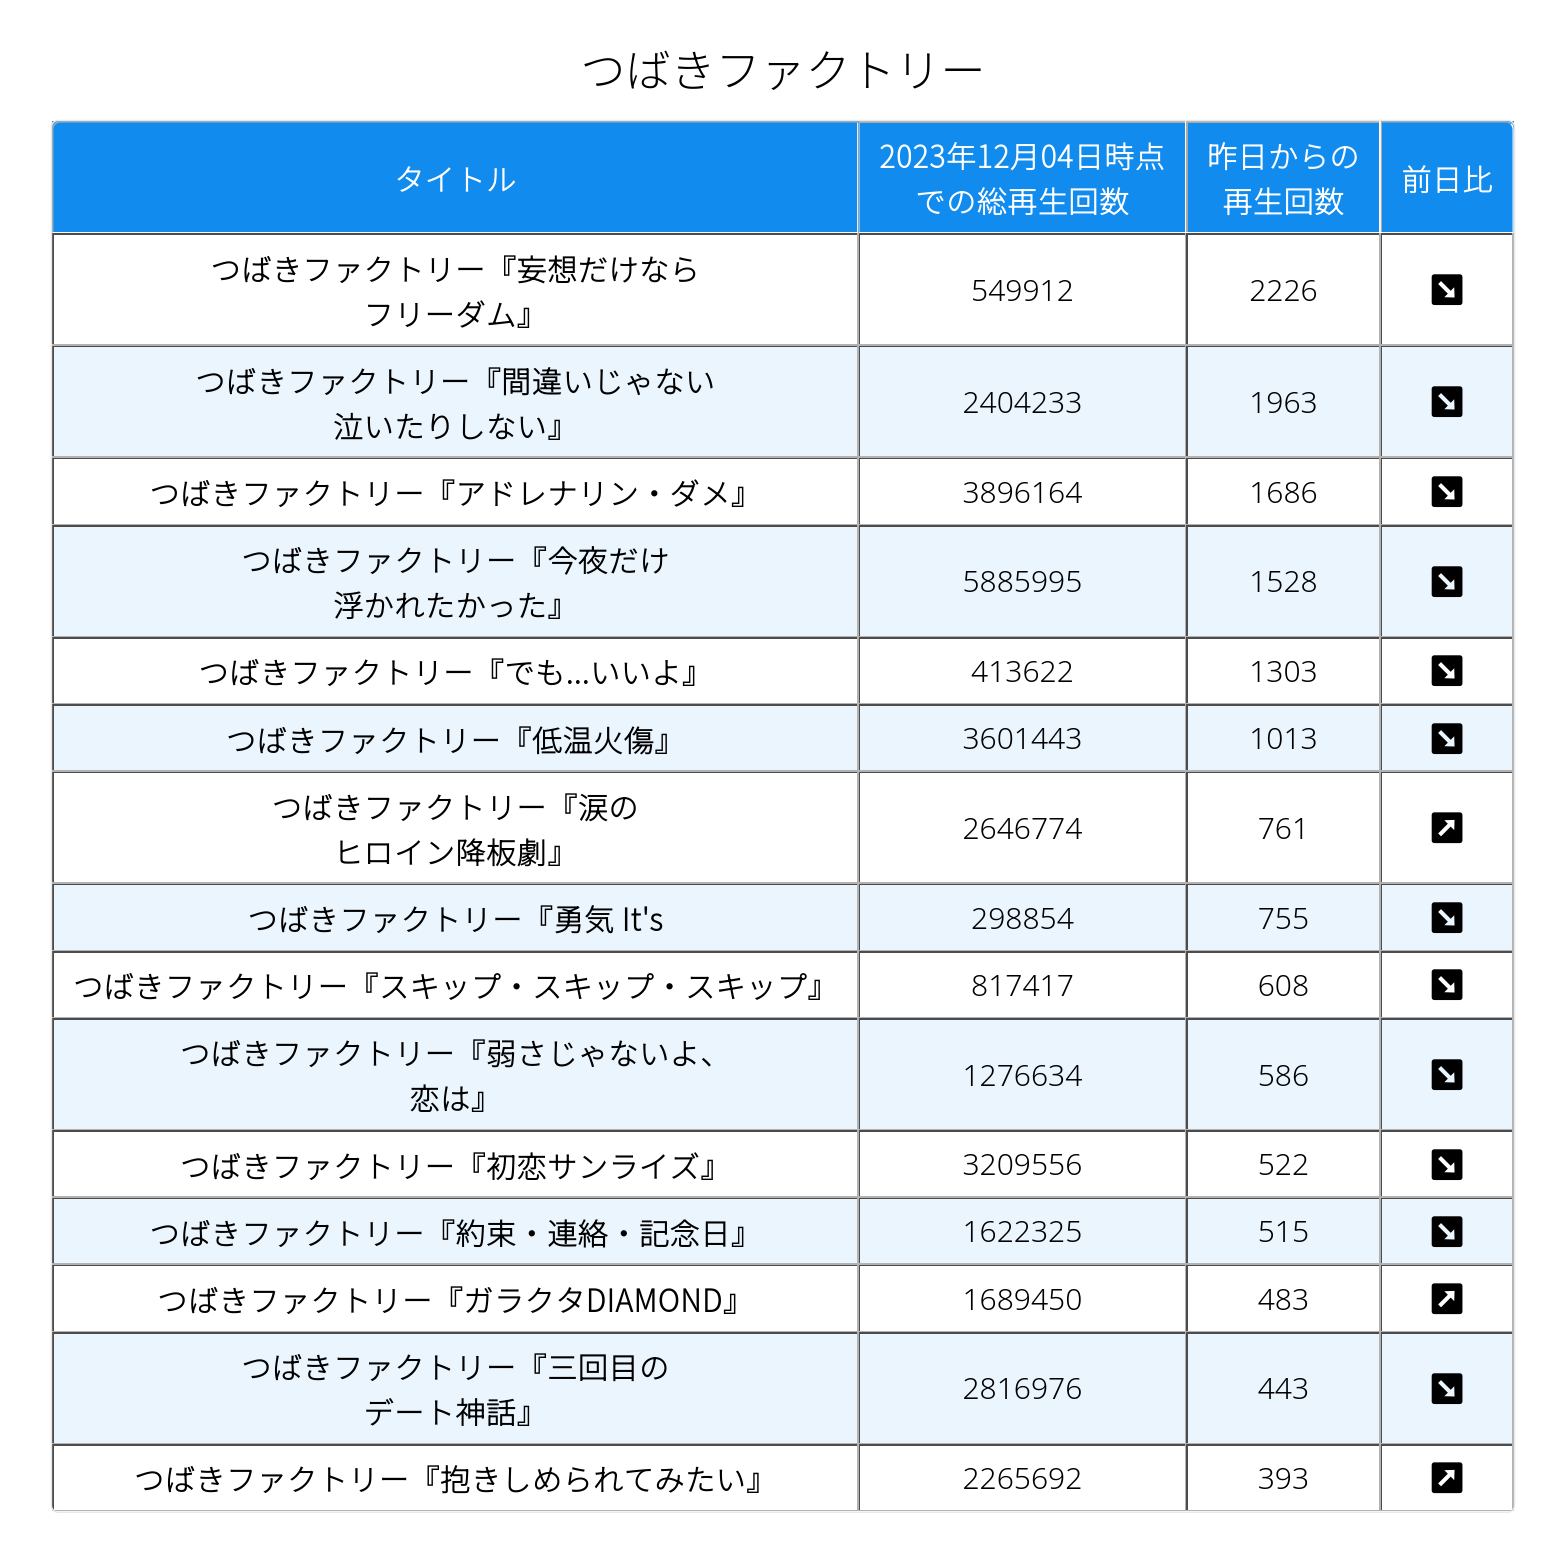 つばきファクトリー
タイトル
2023年12月04日時点
での総再生回数
昨日からの
再生回数
前日比
つばきファクトリー『妄想だけなら
フリーダム』
549912
2226
つばきファクトリー『間違いじゃない
泣いたりしない』
2404233
1963
つばきファクトリー『アドレナリン・ダメ』
3896164
1686
つばきファクトリー『今夜だけ
浮かれたかった』
5885995
1528
つばきファクトリー『でも...いいよ』
413622
1303
つばきファクトリー『低温火傷』
3601443
1013
つばきファクトリー『涙の
ヒロイン降板劇』
2646774
761
つばきファクトリー『勇気 It's
298854
755
つばきファクトリー『スキップ・スキップ・スキップ』
817417
608
つばきファクトリー『弱さじゃないよ、
恋は』
1276634
586
つばきファクトリー『初恋サンライズ』
3209556
522
つばきファクトリー『約束・連絡・記念日』
1622325
515
つばきファクトリー『ガラクタDIAMOND』
1689450
483
つばきファクトリー『三回目の
デート神話』
2816976
443
つばきファクトリー『抱きしめられてみたい』
2265692
393